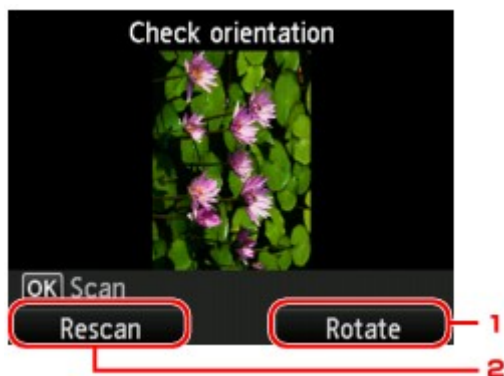 Check orientation
OK Scan
Rescan
Rotate
1
2